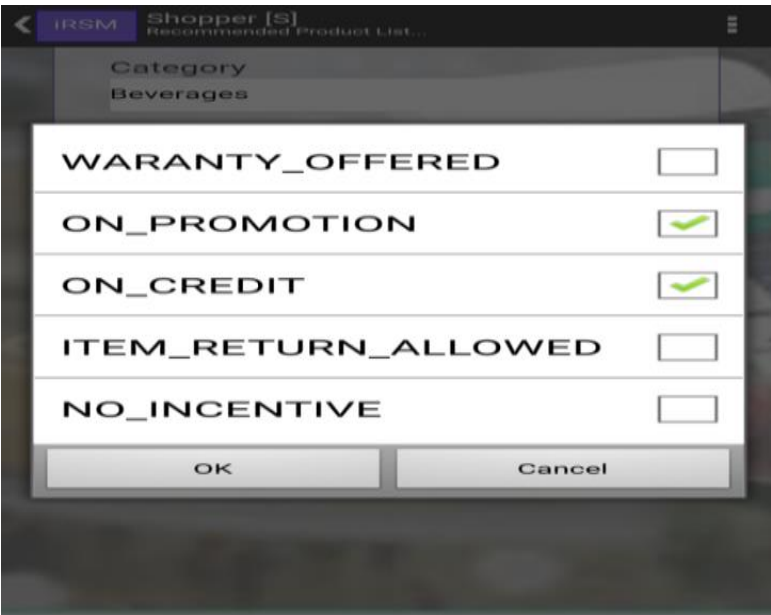 iRSM
Shopper [S]
Recommended Product List...
Category
Beverages
WARANTY_OFFERED
ON_PROMOTION
ON_CREDIT
ITEM_RETURN_ALLOWED
NO_INCENTIVE
OK
Cancel